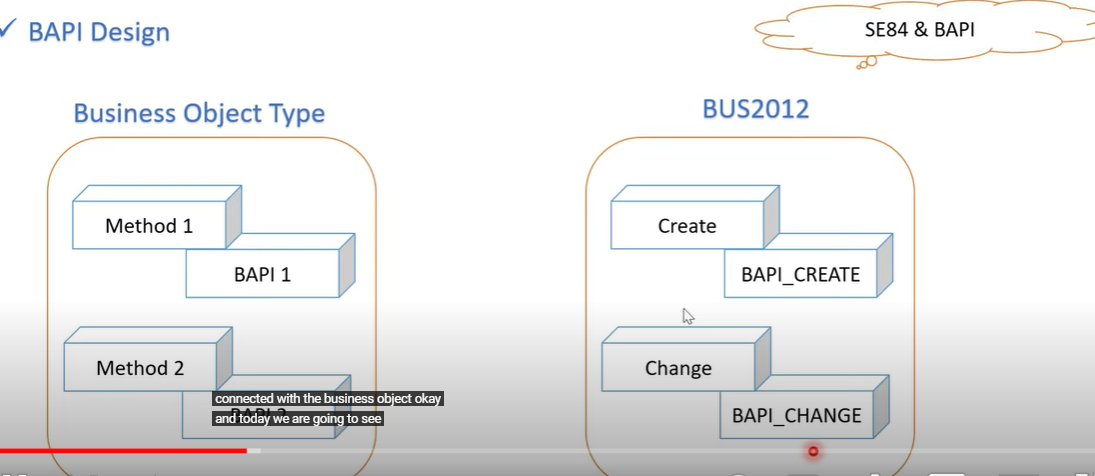 ✓ BAPI Design
SE84 & BAPI
Business Object Type
BUS2012
Method 1
BAPI 1
Create
BAPI_CREATE
Method 2
Change
BAPI_CHANGE
connected with the business object okay
and today we are going to see